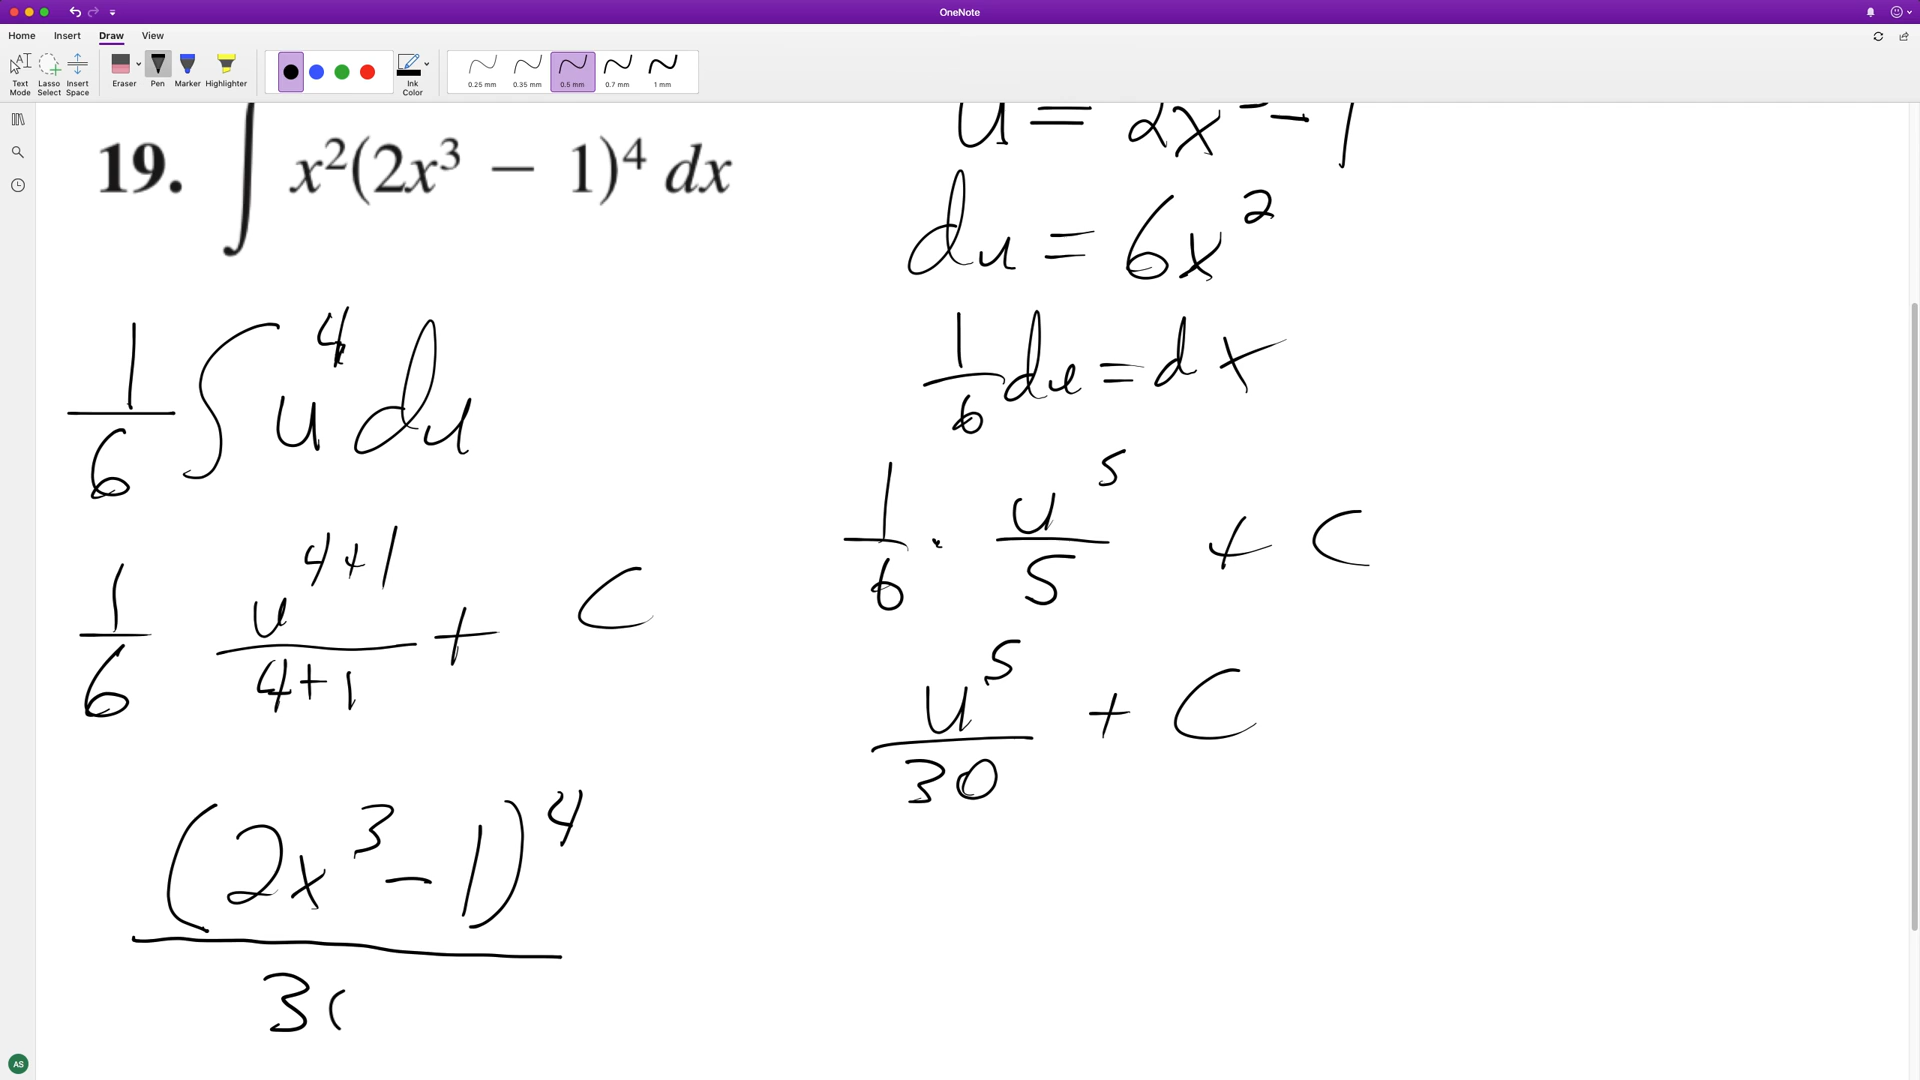 OneNote
Home Insert Draw View
Text Mode Lasso Select Insert Space Eraser Pen Marker Highlighter Ink Color 0.25 mm 0.35 mm 0.5 mm 0.7 mm 1 mm
19. ∫ x²(2x³ − 1)⁴ dx
1/6 ∫ u⁴ du
1/6 u⁴⁺¹/4+1 + C
(2x³ − 1)⁴/3(
u = 2x − 1
du = 6x²
1/6 du = dx
1/6 · u⁵/5 + C
u⁵/30 + C
AS